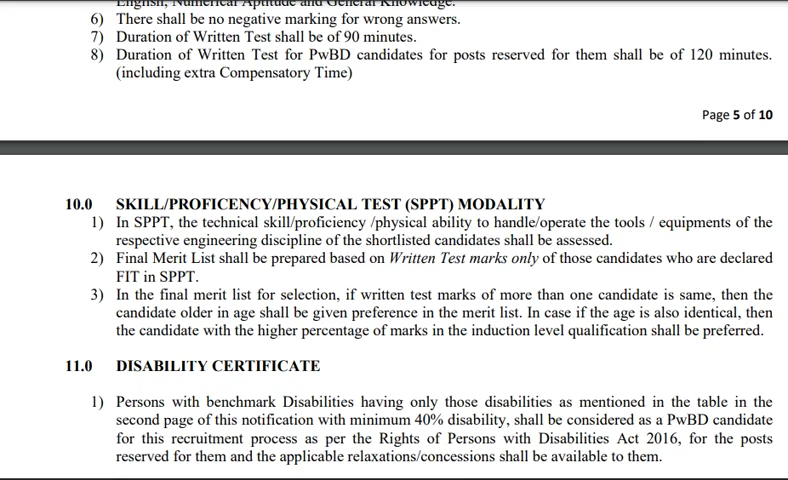 English, Numerical Aptitude and General Knowledge.
6) There shall be no negative marking for wrong answers.
7) Duration of Written Test shall be of 90 minutes.
8) Duration of Written Test for PwBD candidates for posts reserved for them shall be of 120 minutes.
(including extra Compensatory Time)
Page 5 of 10
10.0 SKILL/PROFICENCY/PHYSICAL TEST (SPPT) MODALITY
1) In SPPT, the technical skill/proficiency /physical ability to handle/operate the tools / equipments of the
respective engineering discipline of the shortlisted candidates shall be assessed.
2) Final Merit List shall be prepared based on Written Test marks only of those candidates who are declared
FIT in SPPT.
3) In the final merit list for selection, if written test marks of more than one candidate is same, then the
candidate older in age shall be given preference in the merit list. In case if the age is also identical, then
the candidate with the higher percentage of marks in the induction level qualification shall be preferred.
11.0 DISABILITY CERTIFICATE
1) Persons with benchmark Disabilities having only those disabilities as mentioned in the table in the
second page of this notification with minimum 40% disability, shall be considered as a PwBD candidate
for this recruitment process as per the Rights of Persons with Disabilities Act 2016, for the posts
reserved for them and the applicable relaxations/concessions shall be available to them.